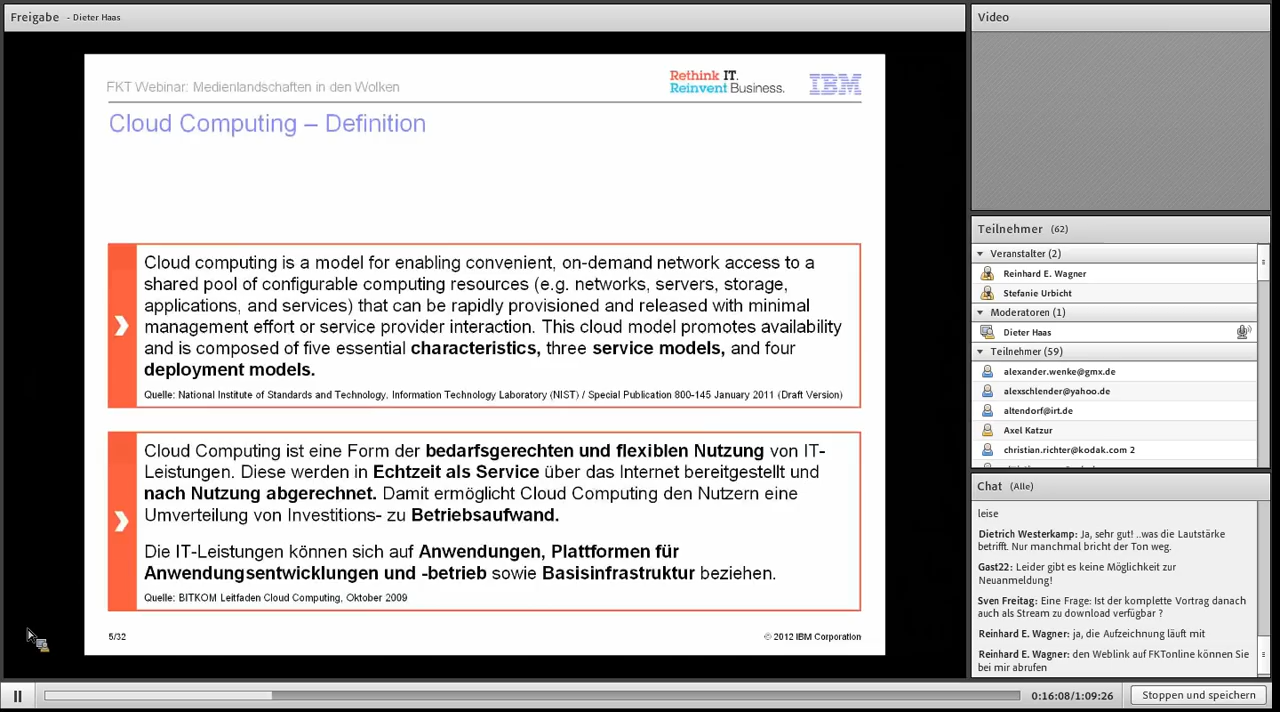 Freigabe - Dieter Haas
FKT Webinar: Medienlandschaften in den Wolken
Rethink IT.
Reinvent Business.
IBM
Cloud Computing – Definition
Cloud computing is a model for enabling convenient, on-demand network access to a
shared pool of configurable computing resources (e.g. networks, servers, storage,
applications, and services) that can be rapidly provisioned and released with minimal
management effort or service provider interaction. This cloud model promotes availability
and is composed of five essential characteristics, three service models, and four
deployment models.
Quelle: National Institute of Standards and Technology, Information Technology Laboratory (NIST) / Special Publication 800-145 January 2011 (Draft Version)
Cloud Computing ist eine Form der bedarfsgerechten und flexiblen Nutzung von IT-
Leistungen. Diese werden in Echtzeit als Service über das Internet bereitgestellt und
nach Nutzung abgerechnet. Damit ermöglicht Cloud Computing den Nutzern eine
Umverteilung von Investitions- zu Betriebsaufwand.
Die IT-Leistungen können sich auf Anwendungen, Plattformen für
Anwendungsentwicklungen und -betrieb sowie Basisinfrastruktur beziehen.
Quelle: BITKOM Leitfaden Cloud Computing, Oktober 2009
5/32
© 2012 IBM Corporation
Video
Teilnehmer (62)
Veranstalter (2)
Reinhard E. Wagner
Stefanie Urbicht
Moderatoren (1)
Dieter Haas
Teilnehmer (59)
alexander.wenke@gmx.de
alexschlender@yahoo.de
altendorf@irt.de
Axel Katzur
christian.richter@kodak.com 2
Chat (Alle)
leise
Dietrich Westerkamp: Ja, sehr gut! ..was die Lautstärke
betrifft. Nur manchmal bricht der Ton weg.
Gast22: Leider gibt es keine Möglichkeit zur
Neuanmeldung!
Sven Freitag: Eine Frage: Ist der komplette Vortrag danach
auch als Stream zu download verfügbar ?
Reinhard E. Wagner: ja, die Aufzeichnung läuft mit
Reinhard E. Wagner: den Weblink auf FKTonline können Sie
bei mir abrufen
0:16:08/1:09:26
Stoppen und speichern